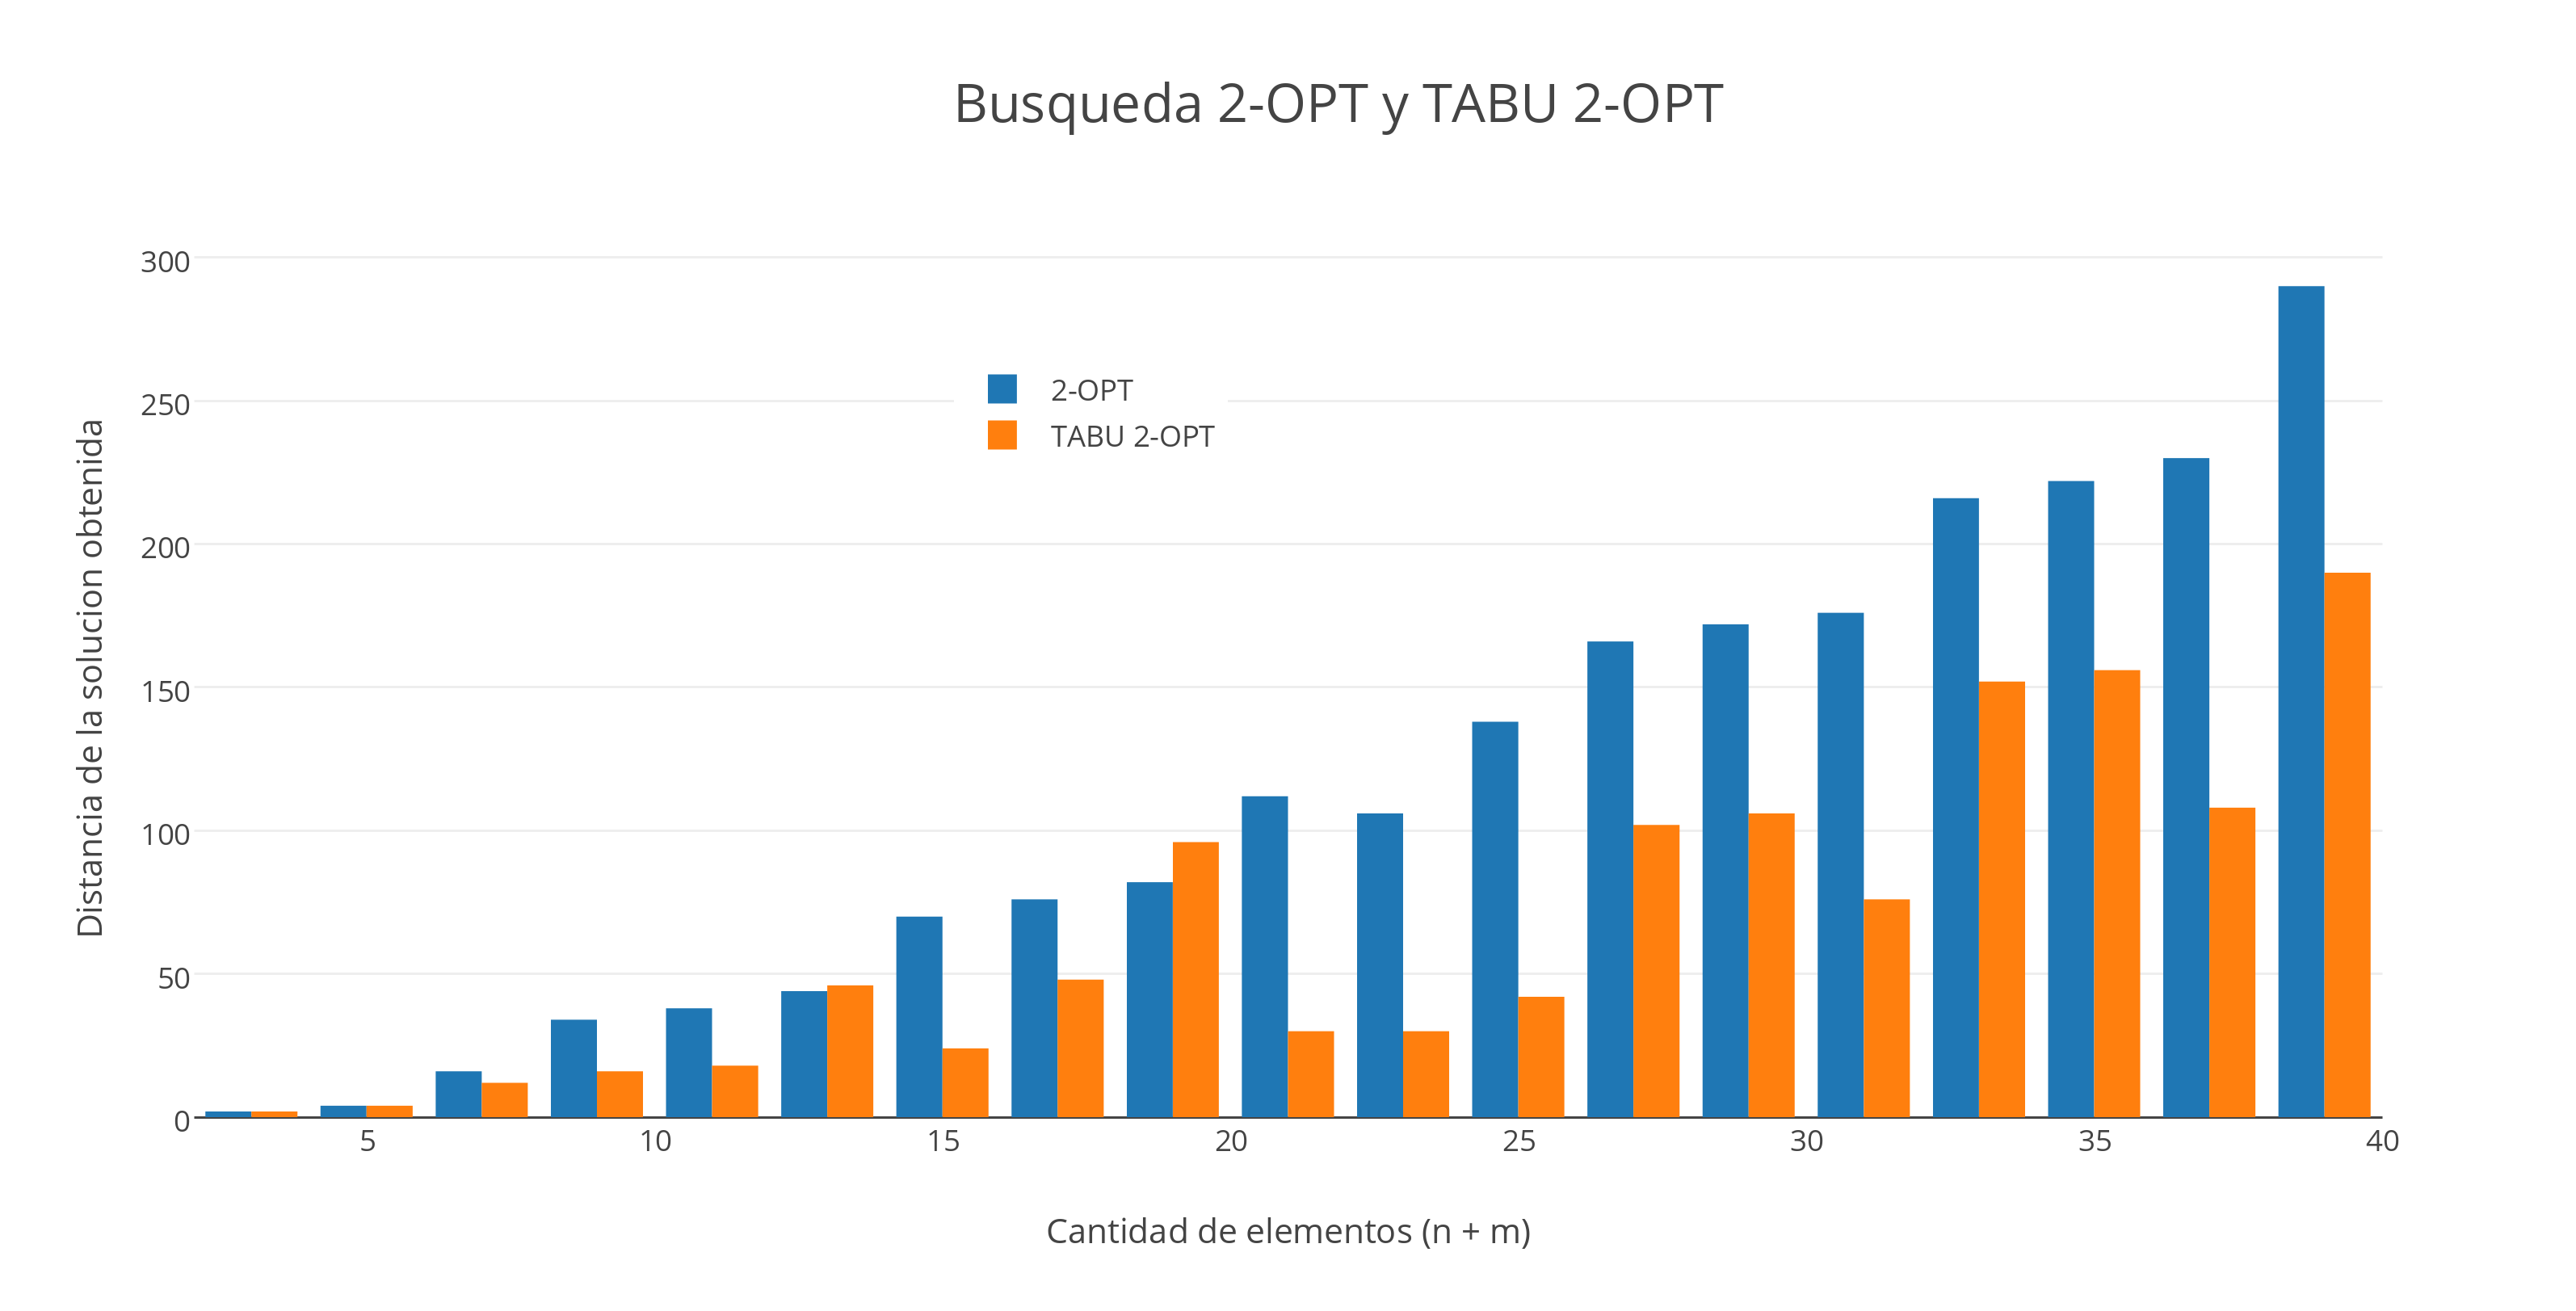 Busqueda 2-OPT y TABU 2-OPT
300
250
200
150
100
50
0
Distancia de la solucion obtenida
2-OPT
TABU 2-OPT
5 10 15 20 25 30 35 40
Cantidad de elementos (n + m)